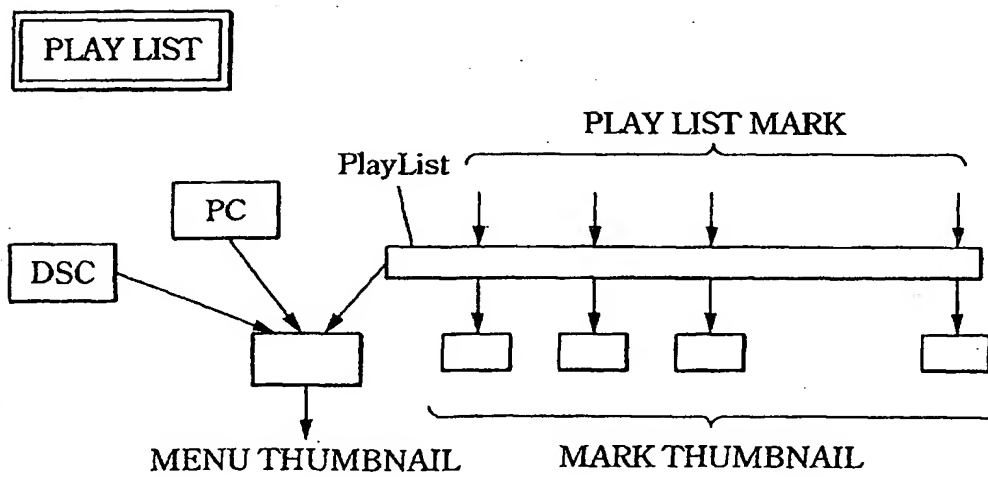 PLAY LIST
PLAY LIST MARK
PlayList
PC
DSC
MENU THUMBNAIL
MARK THUMBNAIL